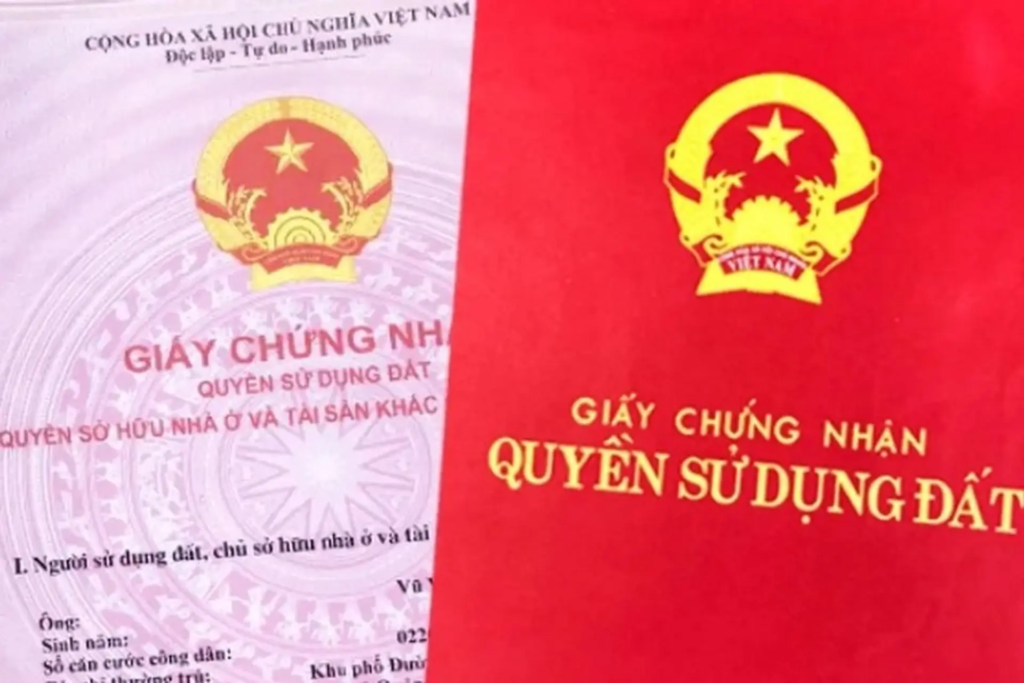 CỘNG HÒA XÃ HỘI CHỦ NGHĨA VIỆT NAM
Độc lập - Tự do - Hạnh phúc
GIẤY CHỨNG NHẬ
QUYỀN SỬ DỤNG ĐẤT
QUYỀN SỞ HỮU NHÀ Ở VÀ TÀI SẢN KHÁC
I. Người sử dụng đất, chủ sở hữu nhà ở và tài
Vũ
Ông:
Sinh năm:
022
Số căn cước công dân:
Khu phố
VIỆT NAM
GIẤY CHỨNG NHẬN
QUYỀN SỬ DỤNG ĐẤT